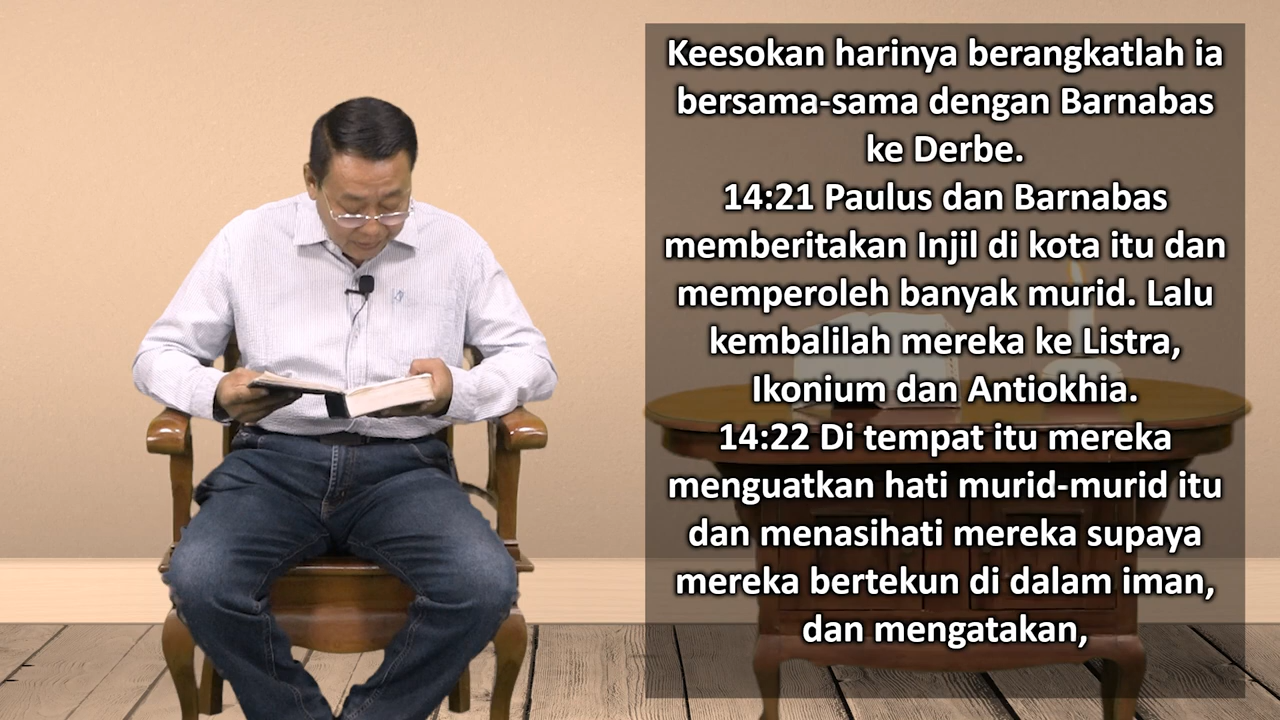 Keesokan harinya berangkatlah ia
bersama-sama dengan Barnabas
ke Derbe.
14:21 Paulus dan Barnabas
memberitakan Injil di kota itu dan
memperoleh banyak murid. Lalu
kembalilah mereka ke Listra,
Ikonium dan Antiokhia.
14:22 Di tempat itu mereka
menguatkan hati murid-murid itu
dan menasihati mereka supaya
mereka bertekun di dalam iman,
dan mengatakan,